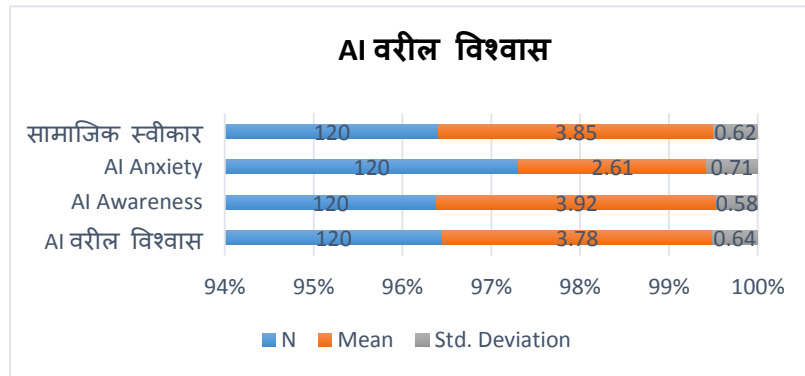 AI वरील विश्वास
सामाजिक स्वीकार 120 3.85 0.62
AI Anxiety 120 2.61 0.71
AI Awareness 120 3.92 0.58
AI वरील विश्वास 120 3.78 0.64
94% 95% 96% 97% 98% 99% 100%
N Mean Std. Deviation